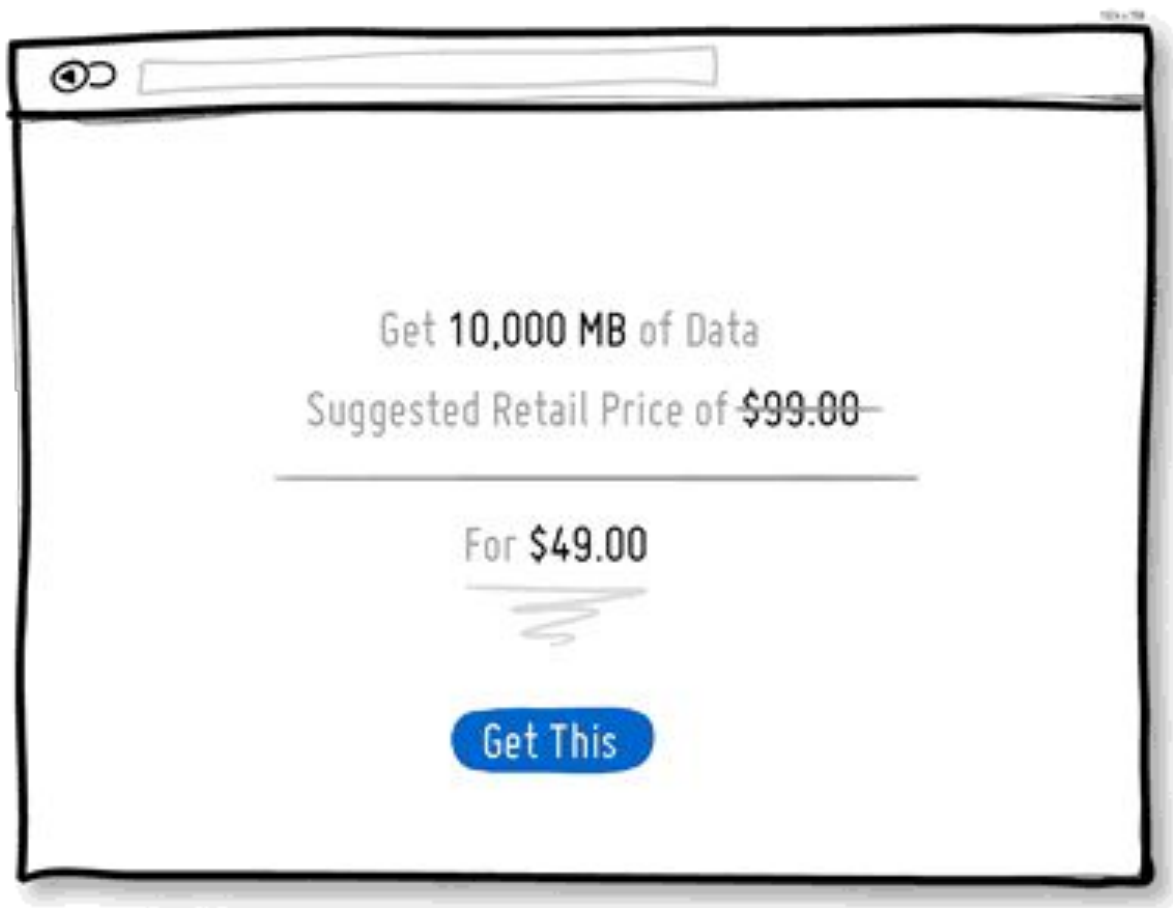 Get 10,000 MB of Data
Suggested Retail Price of $99.00
For $49.00
Get This